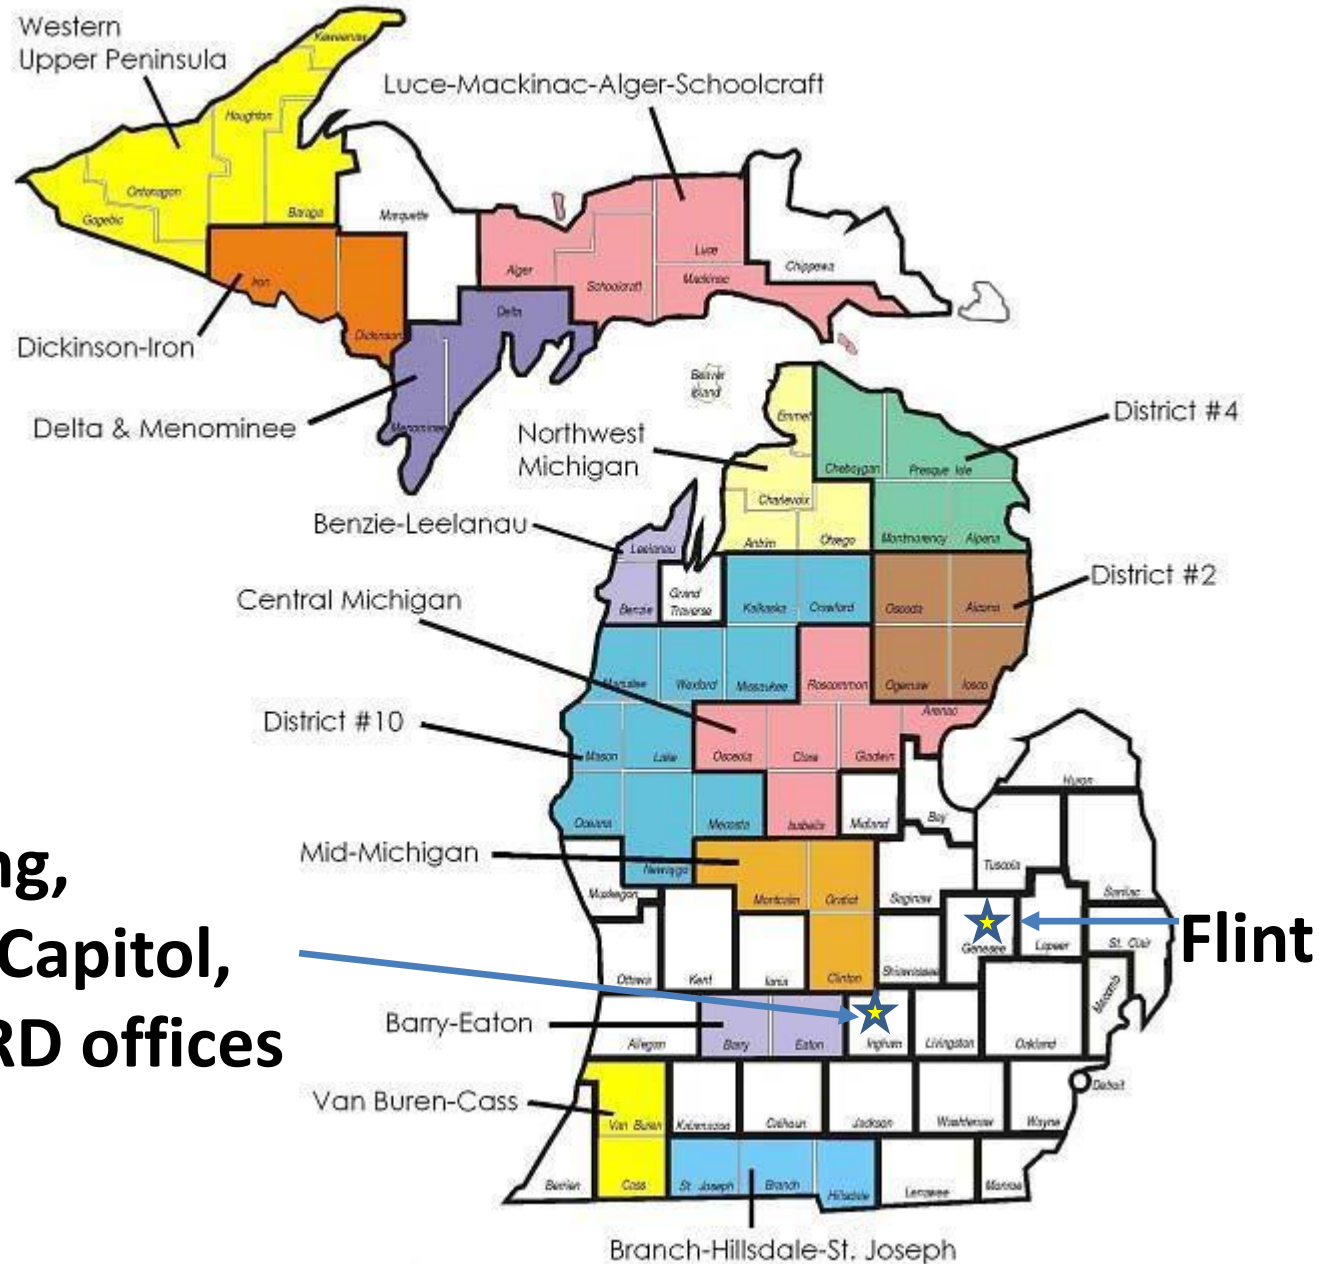 Western
Upper Peninsula
Keweenaw
Luce-Mackinac-Alger-Schoolcraft
Houghton
Ontonagon
Gogebic
Baraga
Marquette
Luce
Alger
Schoolcraft
Mackinac
Chippewa
Iron
Dickinson
Delta
Dickinson-Iron
Beaver
Island
Delta & Menominee
Menominee
Northwest
Michigan
Emmet
District #4
Cheboygan
Presque Isle
Charlevoix
Benzie-Leelanau
Antrim
Otsego
Montmorency
Alpena
Leelanau
District #2
Central Michigan
Benzie
Grand
Traverse
Kalkaska
Crawford
Oscoda
Alcona
Manistee
Wexford
Missaukee
Roscommon
Ogemaw
Iosco
Arenac
District #10
Mason
Lake
Osceola
Clare
Gladwin
Huron
Oceana
Mecosta
Isabella
Midland
Bay
Mid-Michigan
Newaygo
Tuscola
Muskegon
Montcalm
Gratiot
Saginaw
Sanilac
ng,
Capitol,
RD offices
Genesee
Lapeer
St. Clair
Flint
Ottawa
Kent
Ionia
Clinton
Shiawassee
Macomb
Barry-Eaton
Allegan
Barry
Eaton
Ingham
Livingston
Oakland
Detroit
Van Buren-Cass
Van Buren
Kalamazoo
Calhoun
Jackson
Washtenaw
Wayne
Berrien
Cass
St. Joseph
Branch
Hillsdale
Lenawee
Monroe
Branch-Hillsdale-St. Joseph